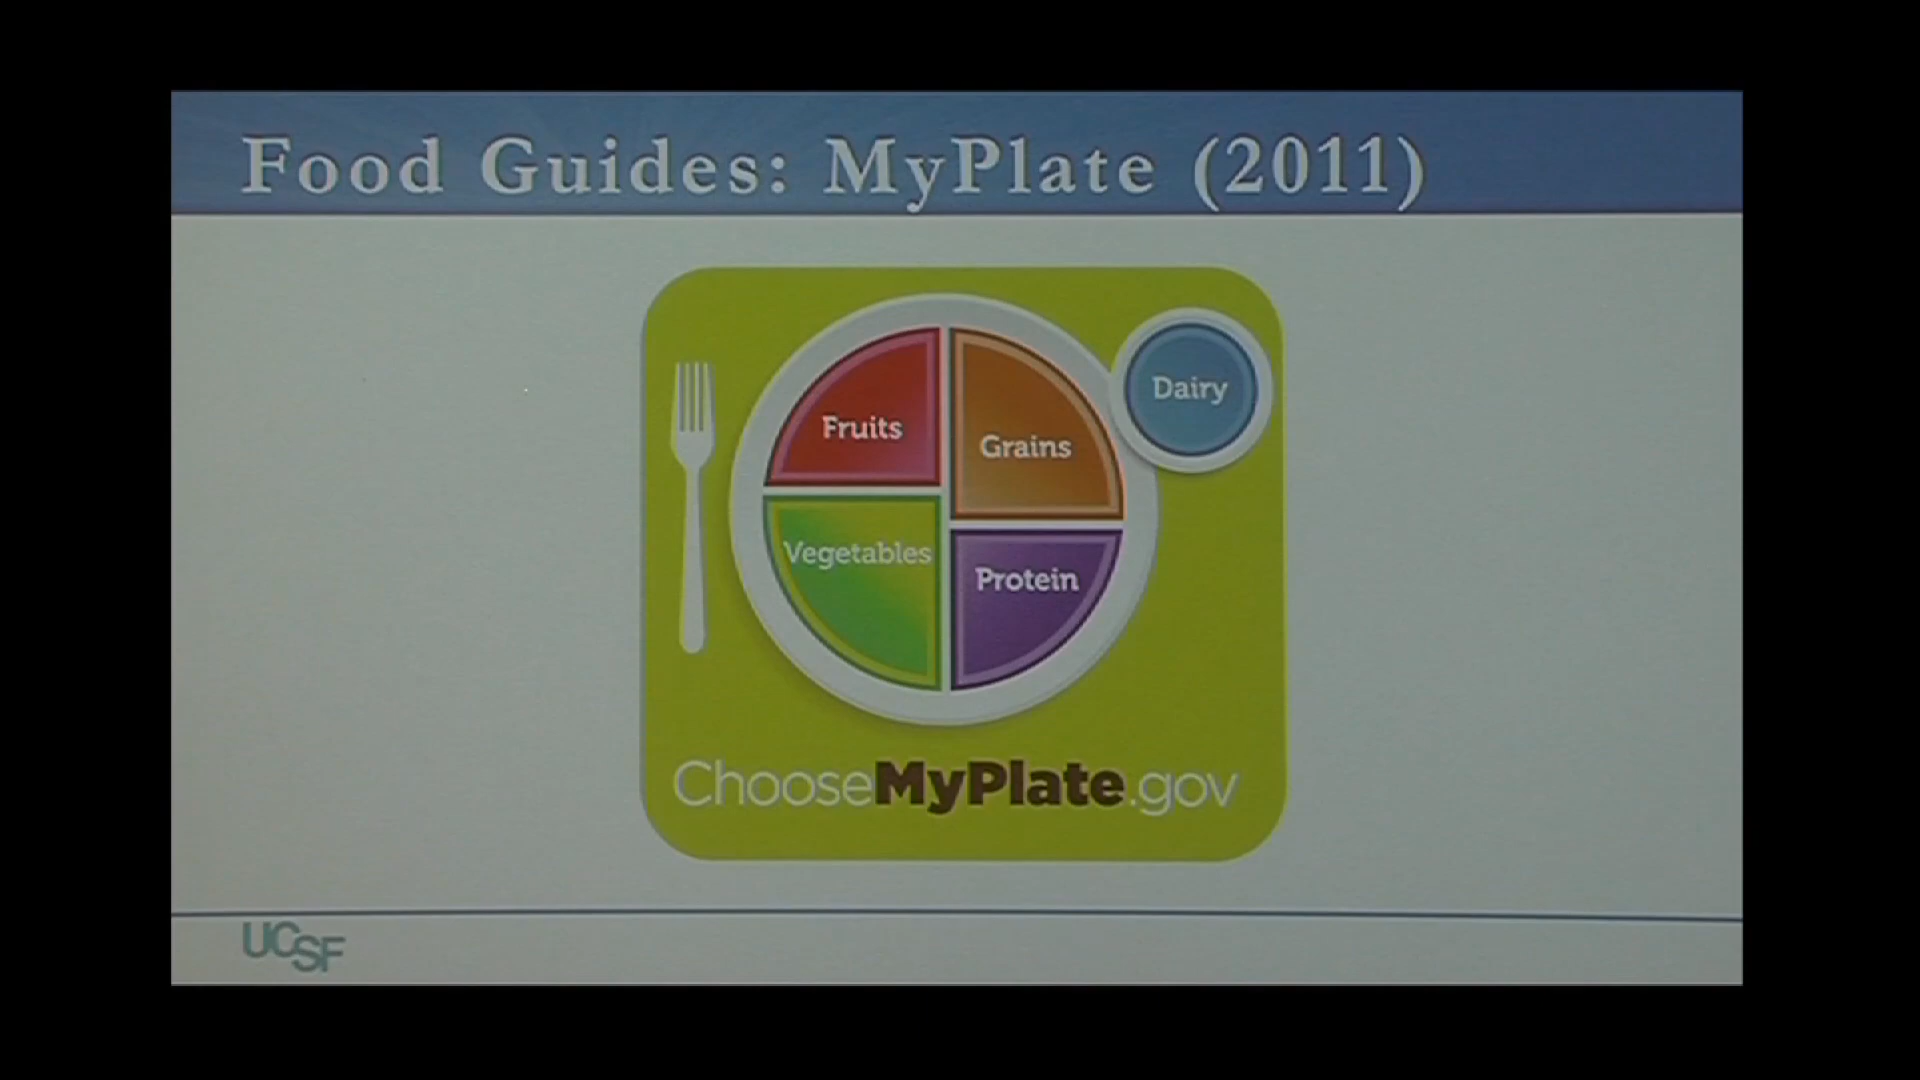 Food Guides: MyPlate (2011)
Fruits
Grains
Dairy
Vegetables
Protein
ChooseMyPlate.gov
UCSF